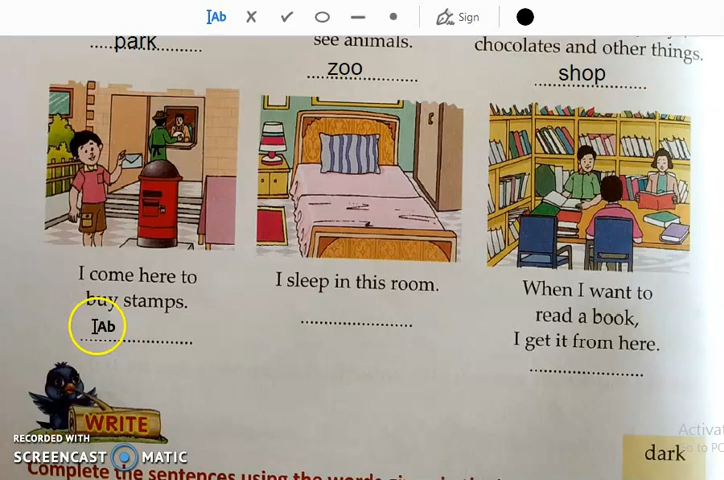 Ab
Sign
park
see animals.
zoo
chocolates and other things.
shop
I come here to
buy stamps.
Ab
I sleep in this room.
When I want to
read a book,
I get it from here.
WRITE
RECORDED WITH
SCREENCAST MATIC
dark
Complete the sentences using the words